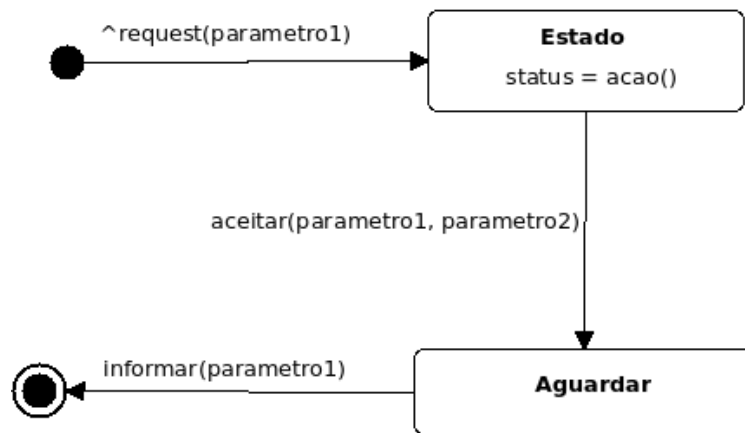 ^request(parametro1)
Estado
status = acao()
aceitar(parametro1, parametro2)
informar(parametro1)
Aguardar